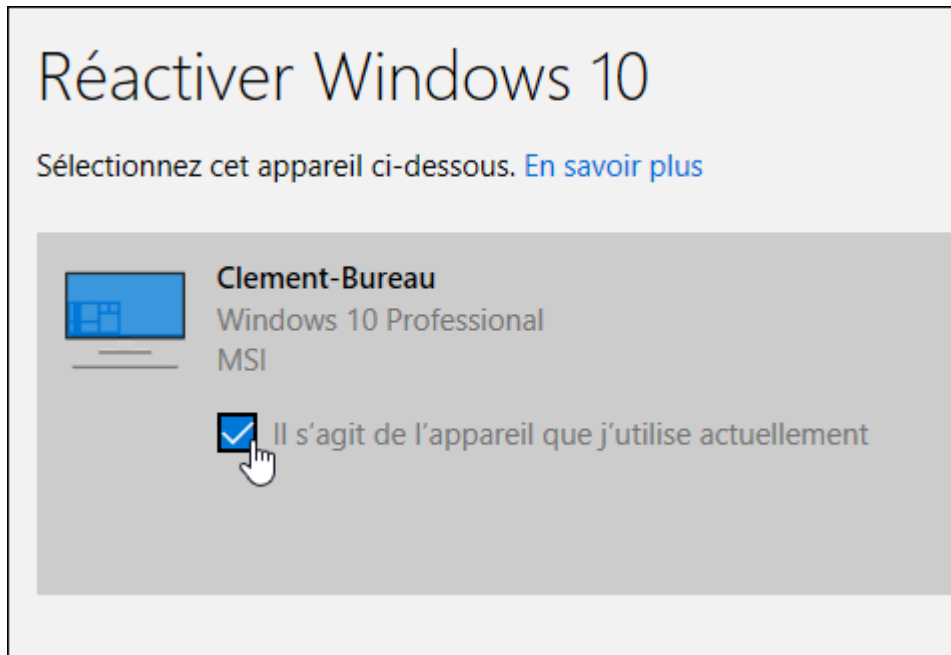 Réactiver Windows 10
Sélectionnez cet appareil ci-dessous. En savoir plus
Clement-Bureau
Windows 10 Professional
MSI
Il s’agit de l’appareil que j’utilise actuellement